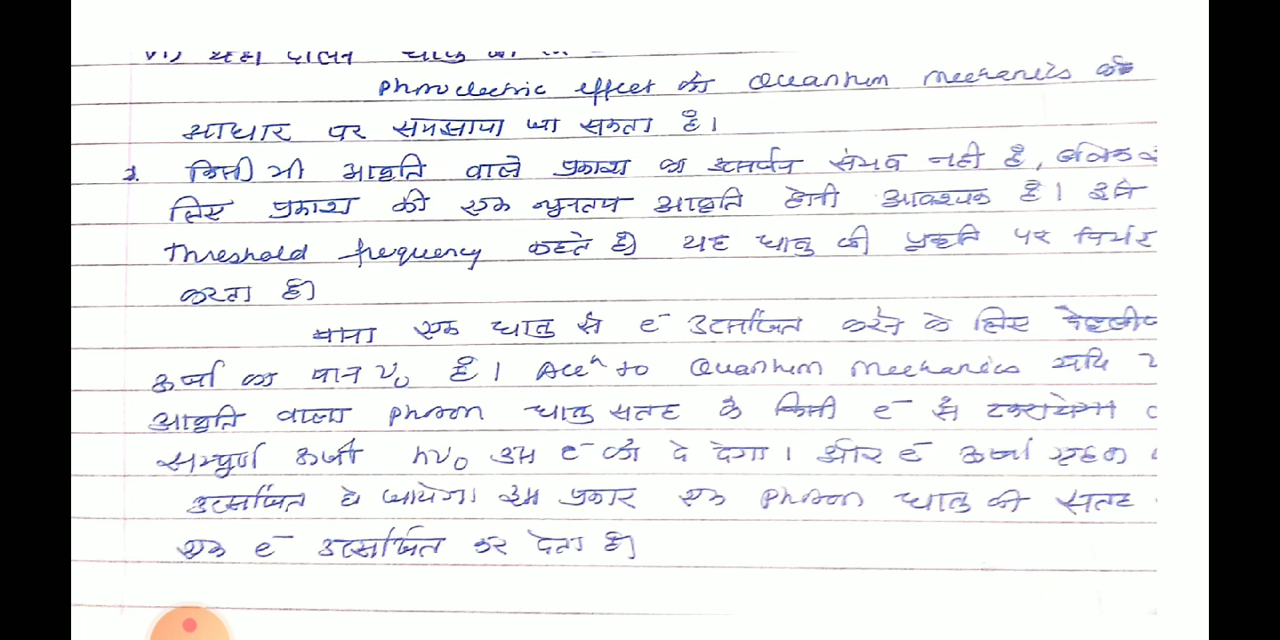 Photoelectric effect को Quantum Mechanics के
आधार पर समझाया जा सकता है।
1. किसी भी आवृति वाले प्रकाश का उत्सर्जन संभव नही है, बल्कि
लिए प्रकाश की एक न्युनतम आवृति होनी आवश्यक है। इसे
Threshold frequency कहते है। यह धातु की प्रकृति पर निर्भर
करता है।
माना एक धातु से e⁻ उत्सर्जित करने के लिए
ऊर्जा का मान ν₀ है। Accⁿ to Quantum Mechanics यदि
आवृति वाला photon धातु सतह के किसी e⁻ से टकरायेगा
सम्पुर्ण ऊर्जा hν₀ उस e⁻ को दे देगा। और e⁻ ऊर्जा ग्रहण
उत्सर्जित हो जायेगा। इस प्रकार एक Photon धातु की सतह
एक e⁻ उत्सर्जित कर देता है।